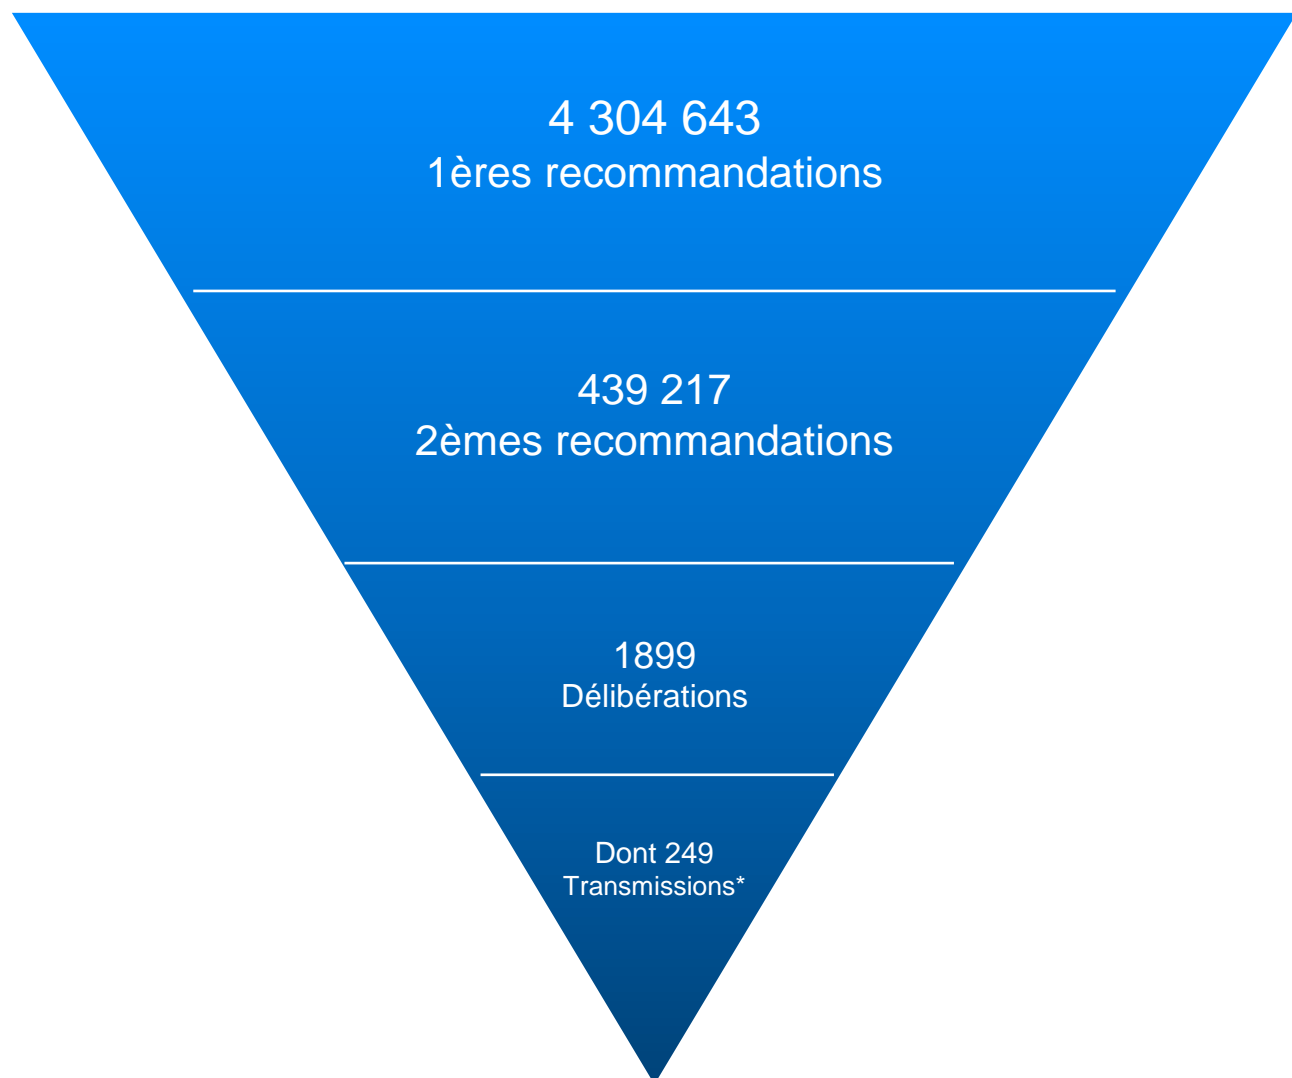 4 304 643
1ères recommandations
439 217
2èmes recommandations
1899
Délibérations
Dont 249
Transmissions*